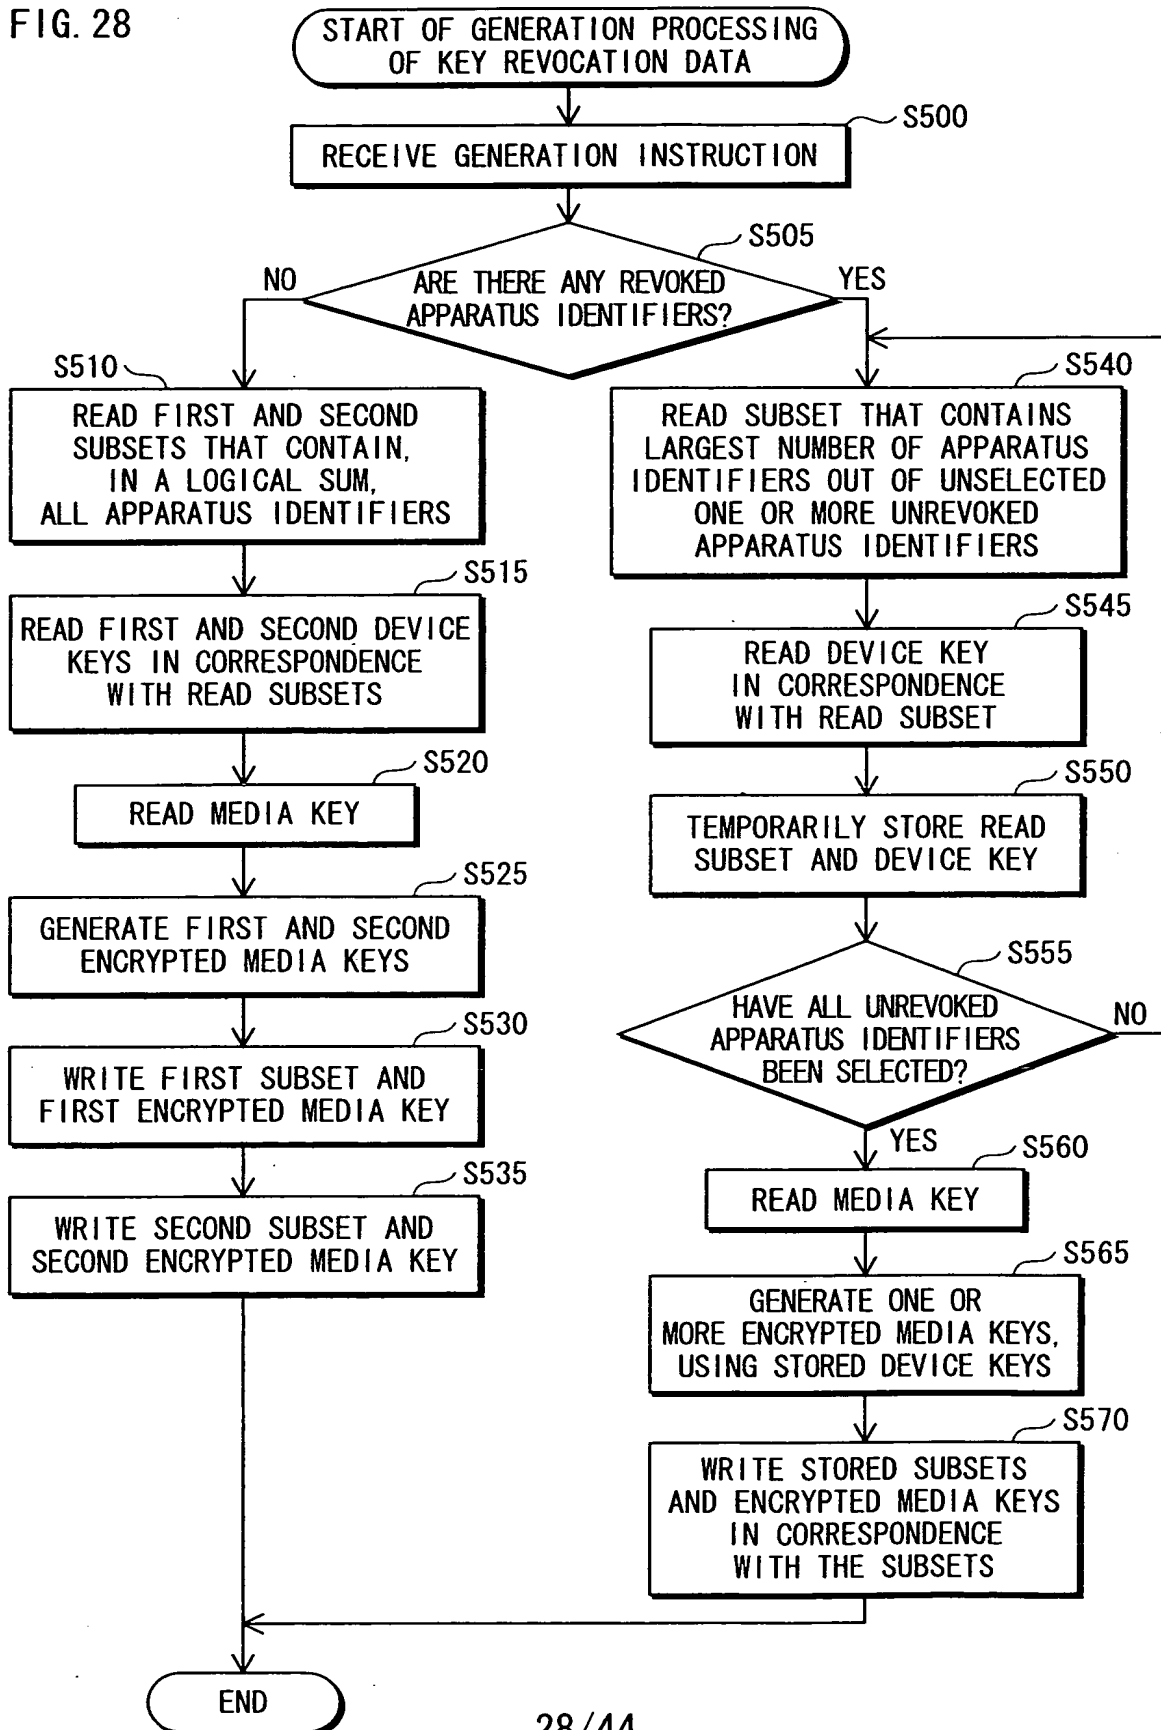 FIG. 28
START OF GENERATION PROCESSING
OF KEY REVOCATION DATA
S500
RECEIVE GENERATION INSTRUCTION
S505
NO
ARE THERE ANY REVOKED
APPARATUS IDENTIFIERS?
YES
S510
READ FIRST AND SECOND
SUBSETS THAT CONTAIN,
IN A LOGICAL SUM,
ALL APPARATUS IDENTIFIERS
S515
READ FIRST AND SECOND DEVICE
KEYS IN CORRESPONDENCE
WITH READ SUBSETS
S520
READ MEDIA KEY
S525
GENERATE FIRST AND SECOND
ENCRYPTED MEDIA KEYS
S530
WRITE FIRST SUBSET AND
FIRST ENCRYPTED MEDIA KEY
S535
WRITE SECOND SUBSET AND
SECOND ENCRYPTED MEDIA KEY
S540
READ SUBSET THAT CONTAINS
LARGEST NUMBER OF APPARATUS
IDENTIFIERS OUT OF UNSELECTED
ONE OR MORE UNREVOKED
APPARATUS IDENTIFIERS
S545
READ DEVICE KEY
IN CORRESPONDENCE
WITH READ SUBSET
S550
TEMPORARILY STORE READ
SUBSET AND DEVICE KEY
S555
HAVE ALL UNREVOKED
APPARATUS IDENTIFIERS
BEEN SELECTED?
NO
YES
S560
READ MEDIA KEY
S565
GENERATE ONE OR
MORE ENCRYPTED MEDIA KEYS,
USING STORED DEVICE KEYS
S570
WRITE STORED SUBSETS
AND ENCRYPTED MEDIA KEYS
IN CORRESPONDENCE
WITH THE SUBSETS
END
28/44